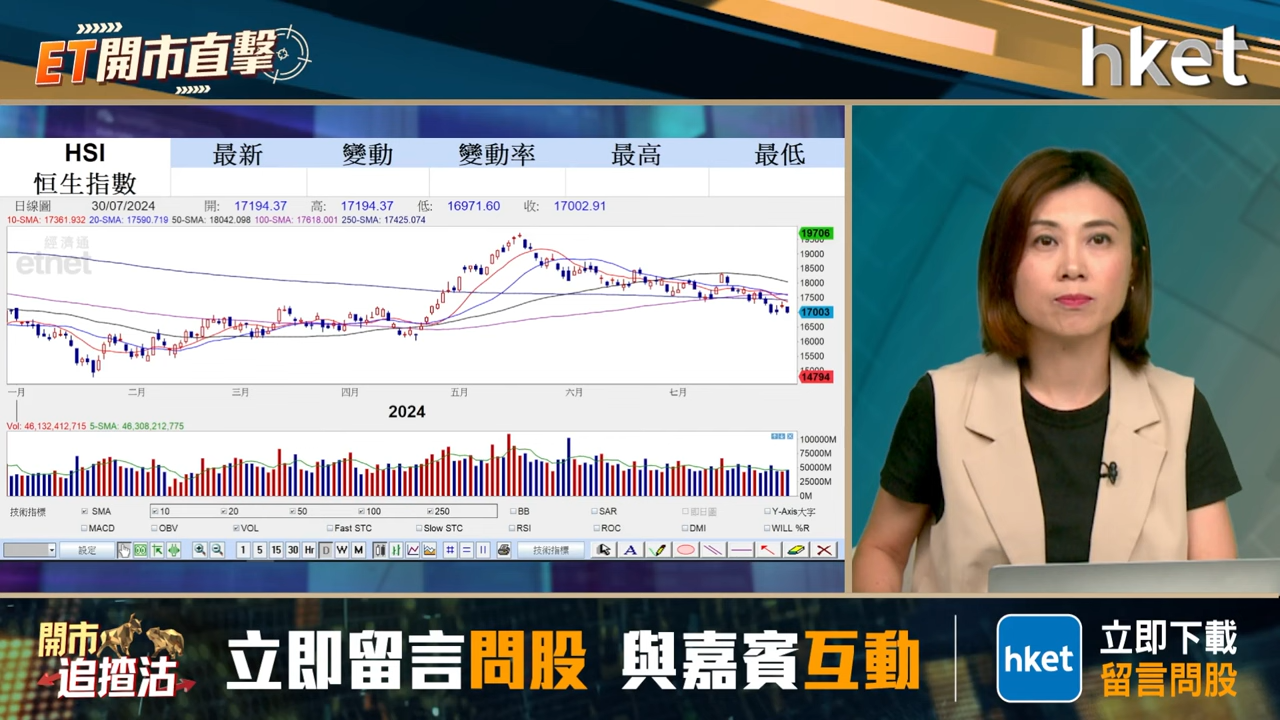 ET開市直擊
hket
HSI 最新 變動 變動率 最高 最低
恒生指數
日線圖 30/07/2024 開: 17194.37 高: 17194.37 低: 16971.60 收: 17002.91
10-SMA: 17361.932 20-SMA: 17590.719 50-SMA: 18042.098 100-SMA: 17618.001 250-SMA: 17425.074
經濟通
etnet
19706
19500
19000
18500
18000
17500
17003
16500
16000
15500
15000
14794
一月 二月 三月 四月 五月 六月 七月
2024
Vol: 46,132,412,715 5-SMA: 46,308,212,775
100000M
75000M
50000M
25000M
0M
技術指標 SMA 10 20 50 100 250 BB SAR 即日圖 Y-Axis大字
MACD OBV VOL Fast STC Slow STC RSI ROC DMI WILL %R
設定 1 5 15 30 Hr D W M 技術指標 A
開市
追揸沽
立即留言問股 與嘉賓互動
hket
立即下載
留言問股